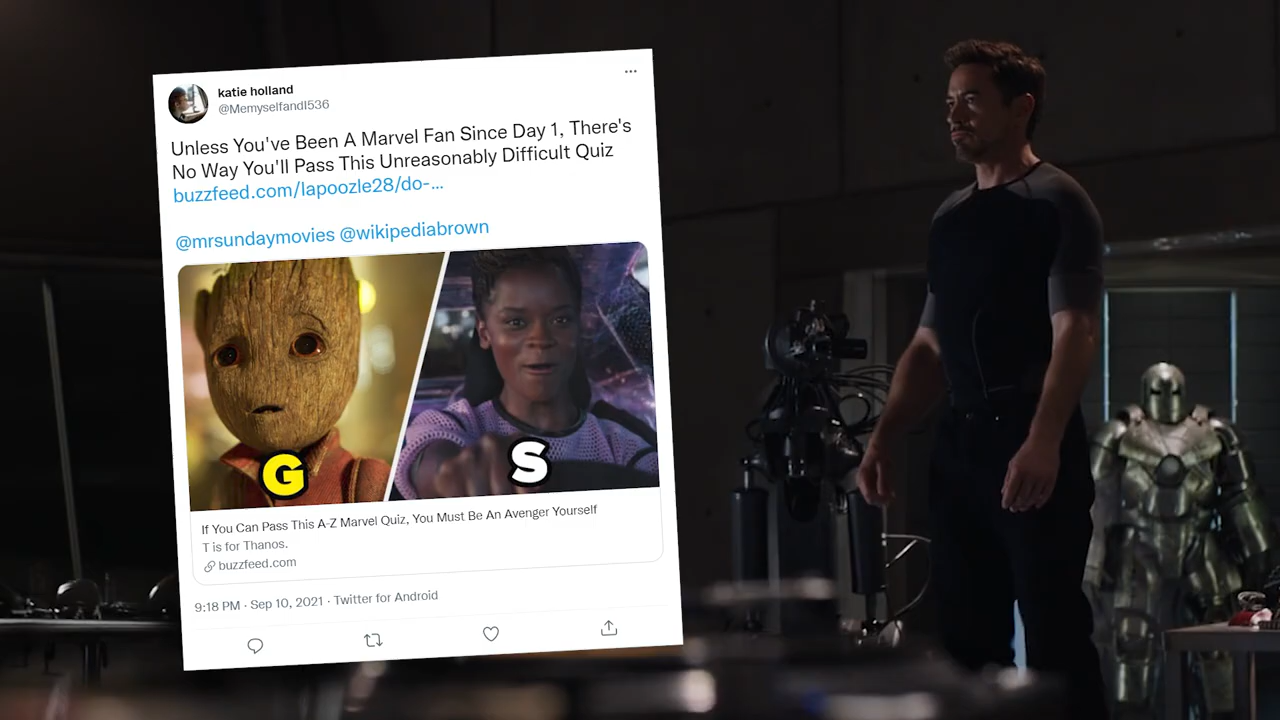 katie holland
@MemyselfandI536
Unless You've Been A Marvel Fan Since Day 1, There's
No Way You'll Pass This Unreasonably Difficult Quiz
buzzfeed.com/lapoozle28/do-...
@mrsundaymovies @wikipediabrown
G
S
If You Can Pass This A-Z Marvel Quiz, You Must Be An Avenger Yourself
T is for Thanos.
buzzfeed.com
9:18 PM · Sep 10, 2021 · Twitter for Android